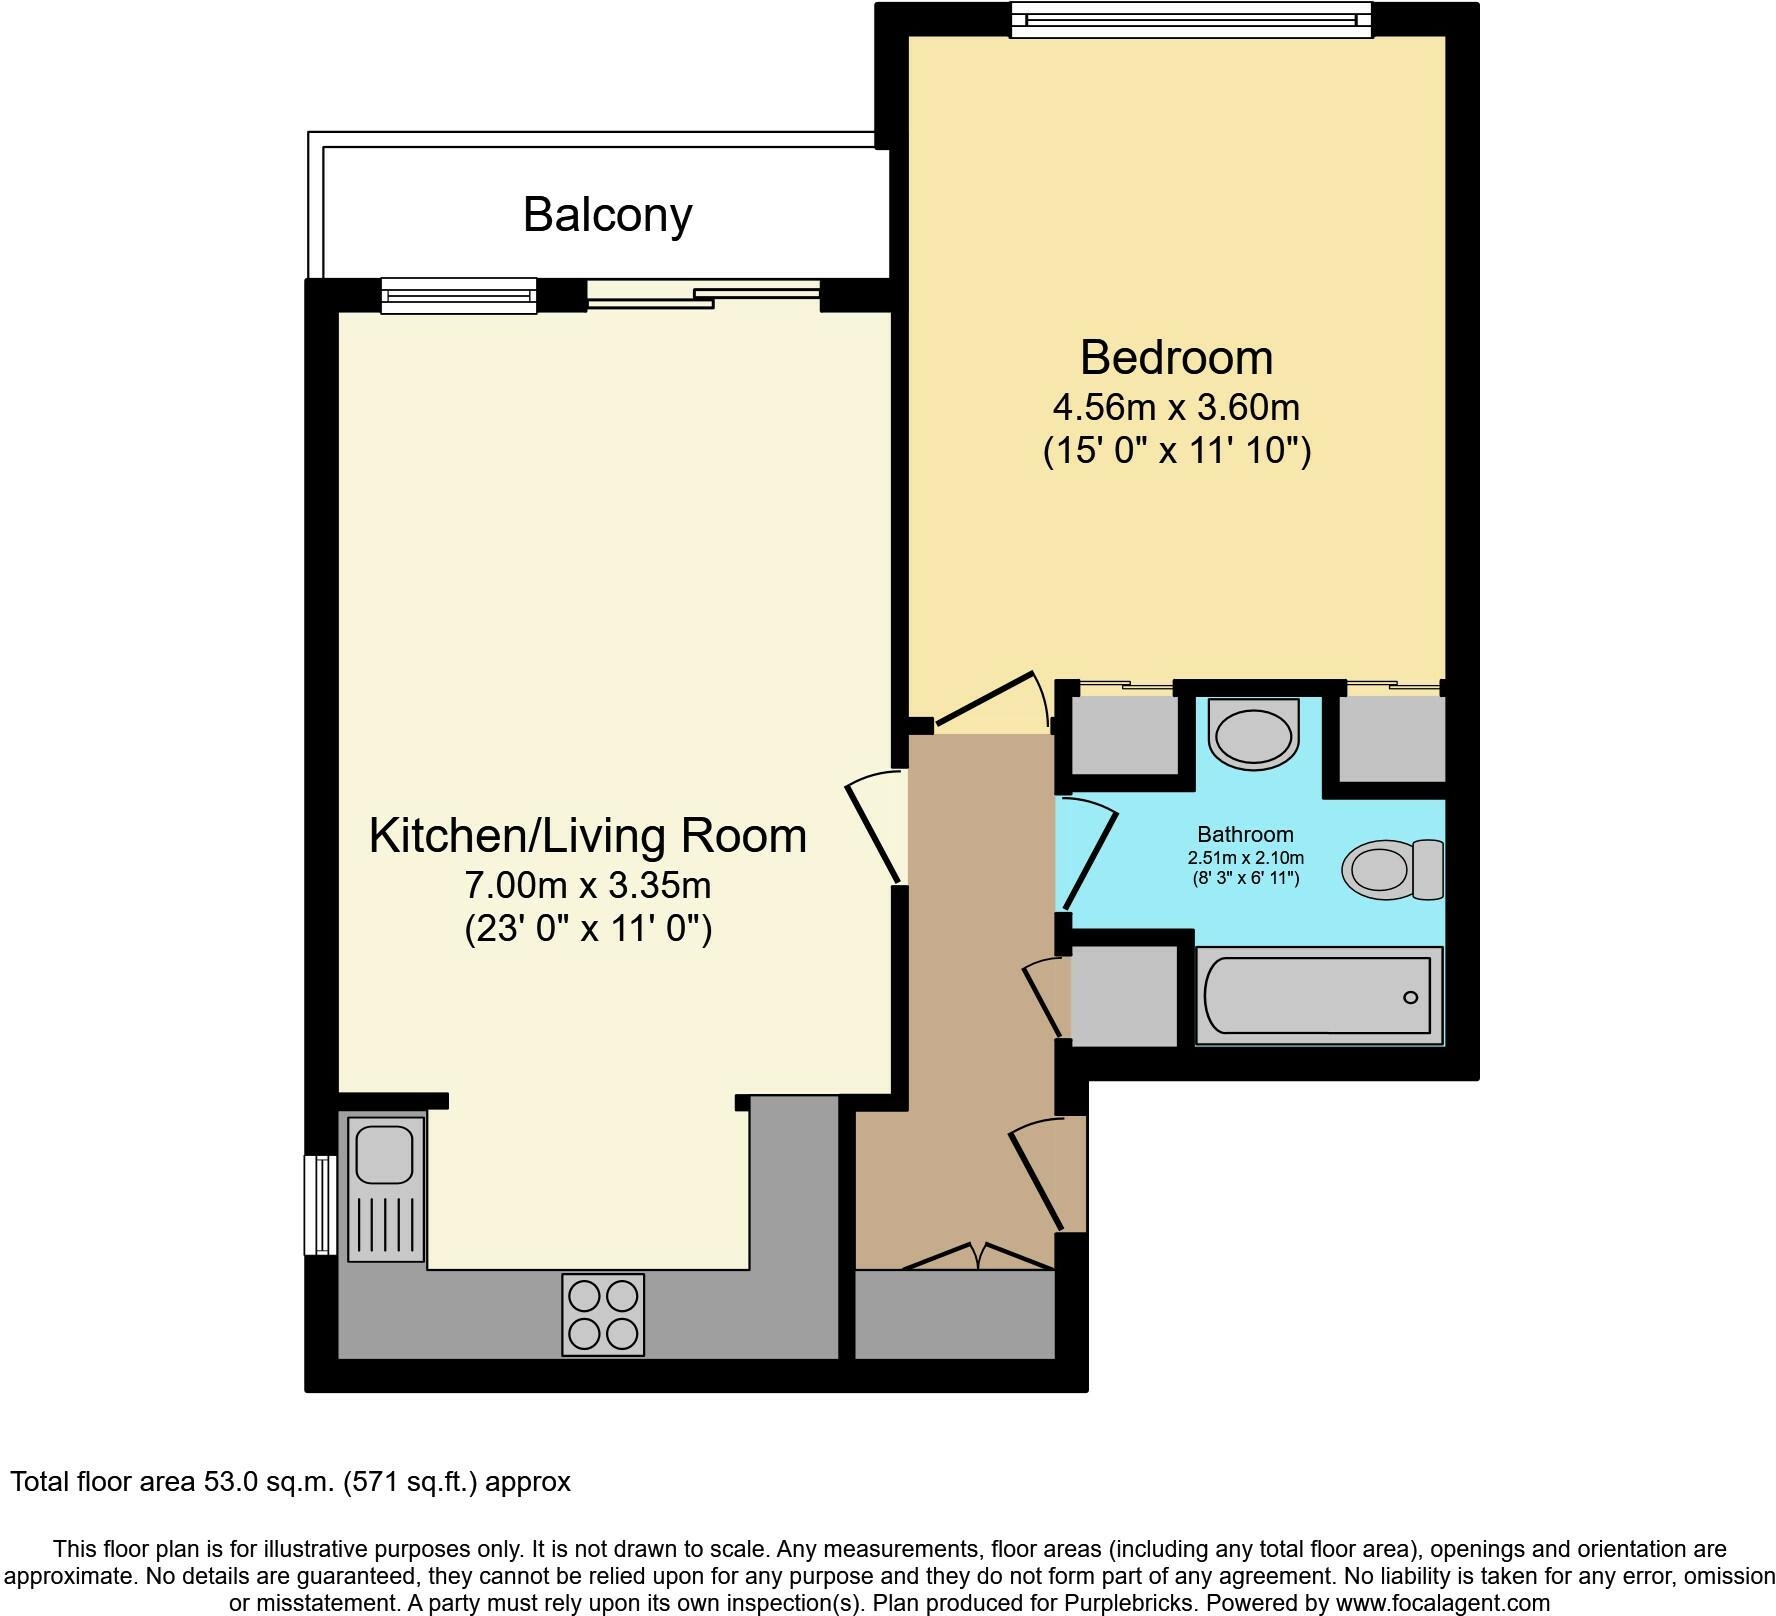 Balcony
Bedroom
4.56m x 3.60m
(15' 0" x 11' 10")
Kitchen/Living Room
7.00m x 3.35m
(23' 0" x 11' 0")
Bathroom
2.51m x 2.10m
(8' 3" x 6' 11")
Total floor area 53.0 sq.m. (571 sq.ft.) approx
This floor plan is for illustrative purposes only. It is not drawn to scale. Any measurements, floor areas (including any total floor area), openings and orientation are
approximate. No details are guaranteed, they cannot be relied upon for any purpose and they do not form part of any agreement. No liability is taken for any error, omission
or misstatement. A party must rely upon its own inspection(s). Plan produced for Purplebricks. Powered by www.focalagent.com